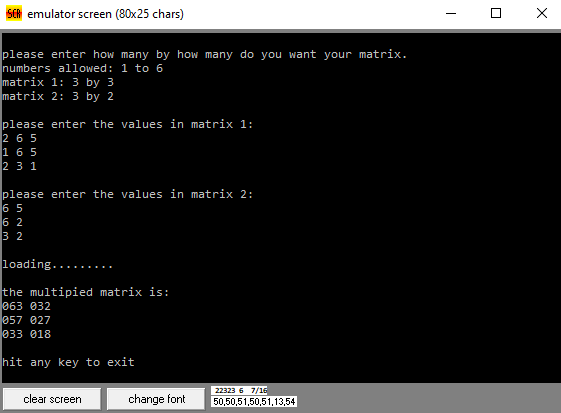 SCR emulator screen (80x25 chars)
please enter how many by how many do you want your matrix.
numbers allowed: 1 to 6
matrix 1: 3 by 3
matrix 2: 3 by 2
please enter the values in matrix 1:
2 6 5
1 6 5
2 3 1
please enter the values in matrix 2:
6 5
6 2
3 2
loading.........
the multipied matrix is:
063 032
057 027
033 018
hit any key to exit
clear screen change font 22323 6 7/16
50,50,51,50,51,13,54